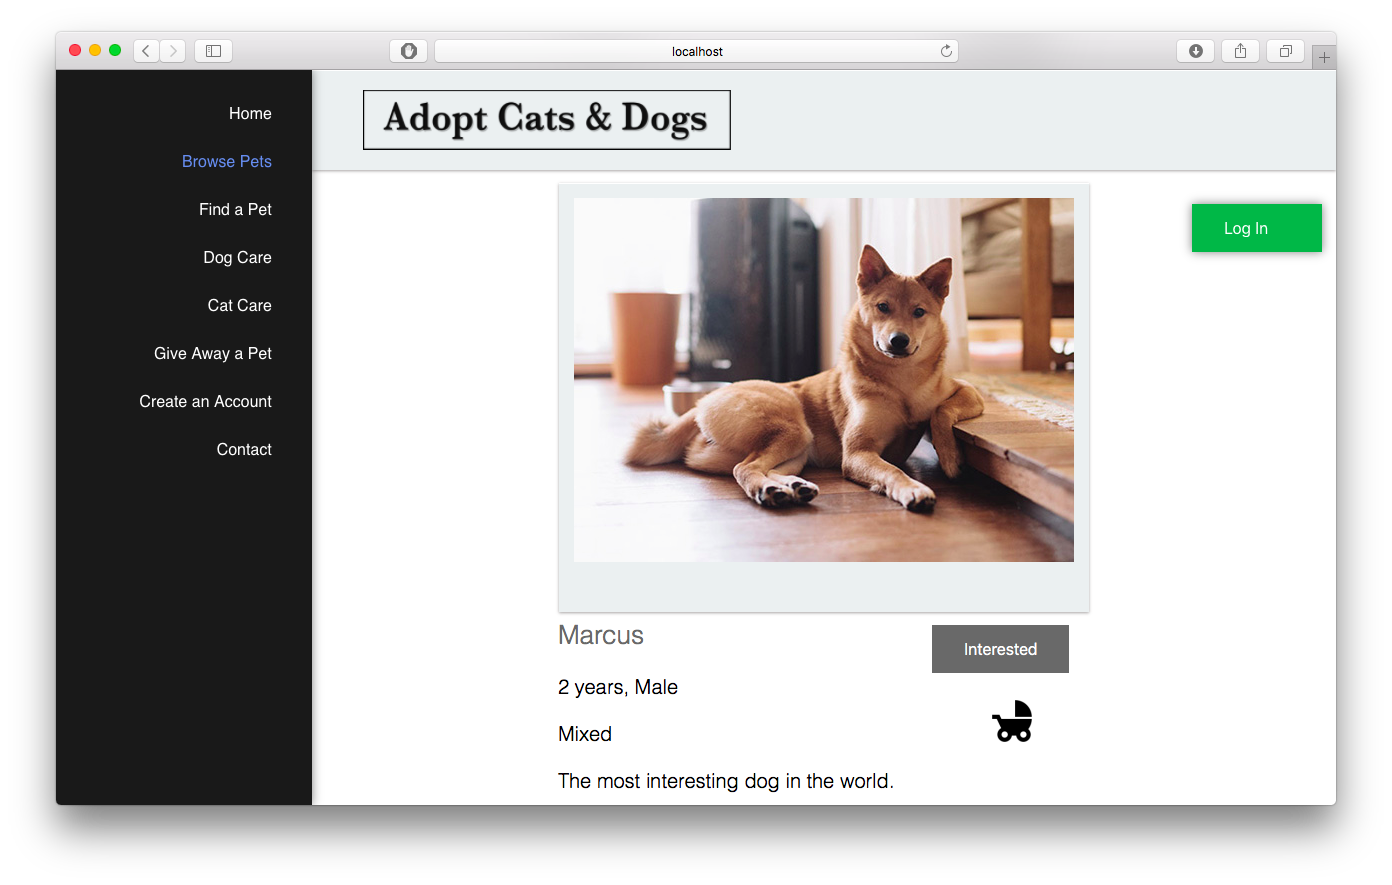 localhost
Home
Browse Pets
Find a Pet
Dog Care
Cat Care
Give Away a Pet
Create an Account
Contact
Adopt Cats & Dogs
Log In
Marcus
Interested
2 years, Male
Mixed
The most interesting dog in the world.